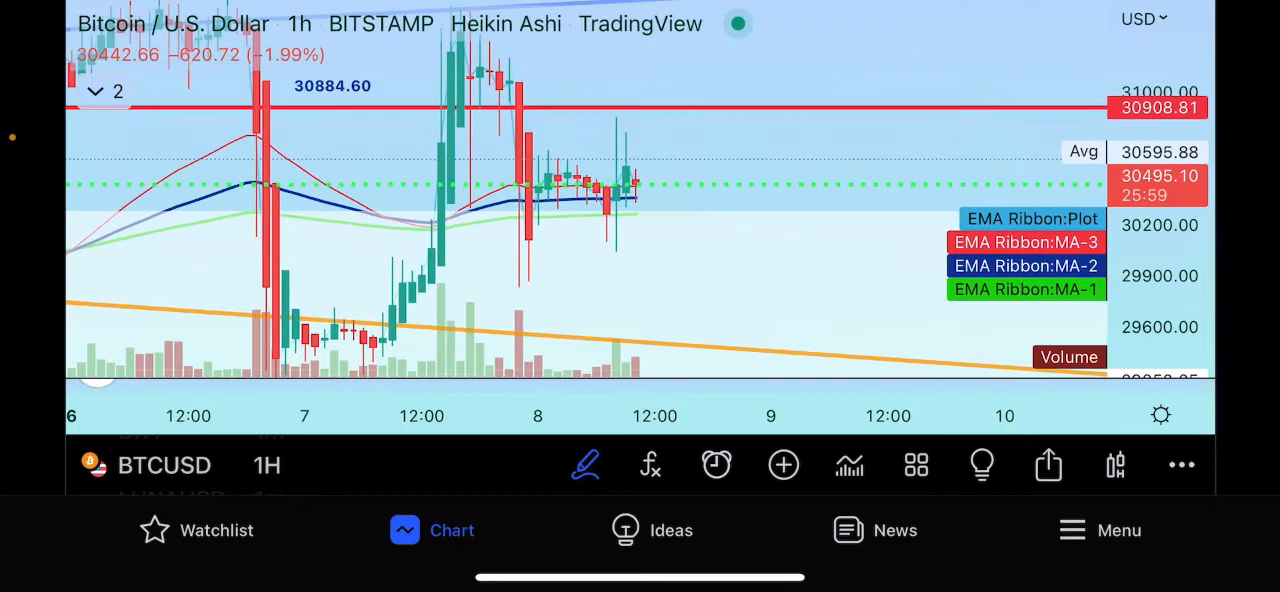 Bitcoin / U.S. Dollar 1h BITSTAMP Heikin Ashi TradingView
USD
30442.66 −620.72 (−1.99%)
2
30884.60
31000.00
30908.81
Avg 30595.88
30495.10
25:59
EMA Ribbon:Plot
30200.00
EMA Ribbon:MA-3
EMA Ribbon:MA-2
29900.00
EMA Ribbon:MA-1
29600.00
Volume
6 12:00 7 12:00 8 12:00 9 12:00 10
BTCUSD 1H
Watchlist Chart Ideas News Menu